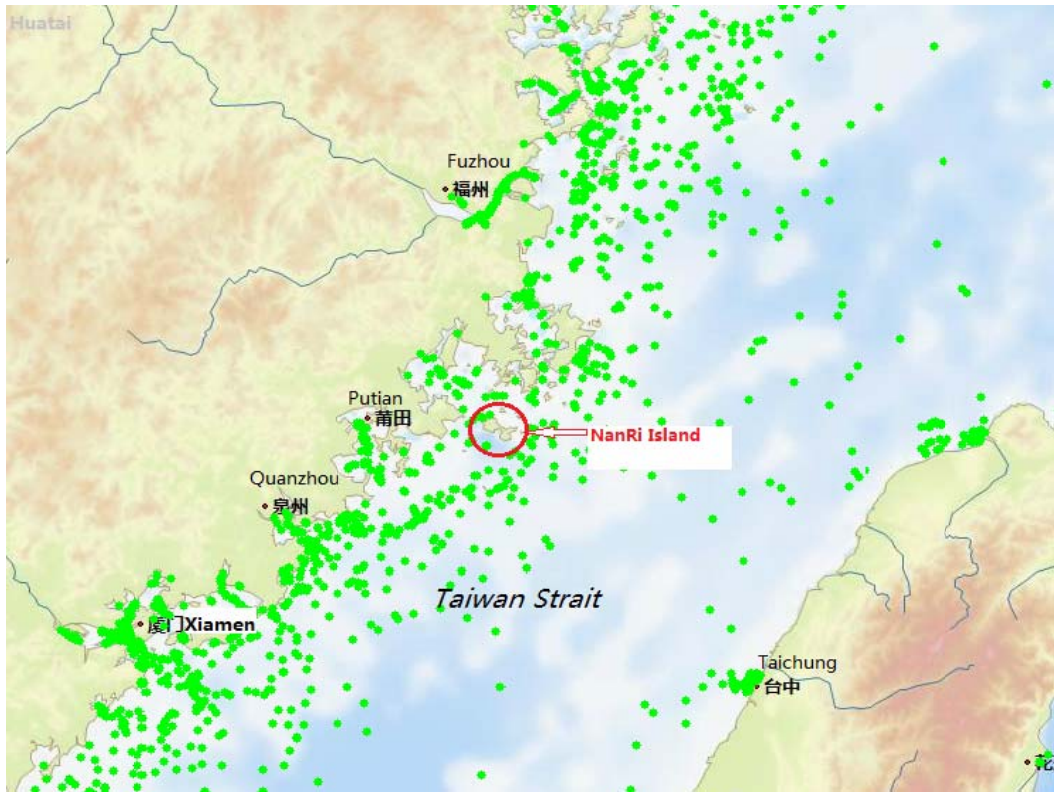 Huatai
Fuzhou
福州
Putian
莆田
NanRi Island
Quanzhou
泉州
Taiwan Strait
厦门Xiamen
Taichung
台中
花